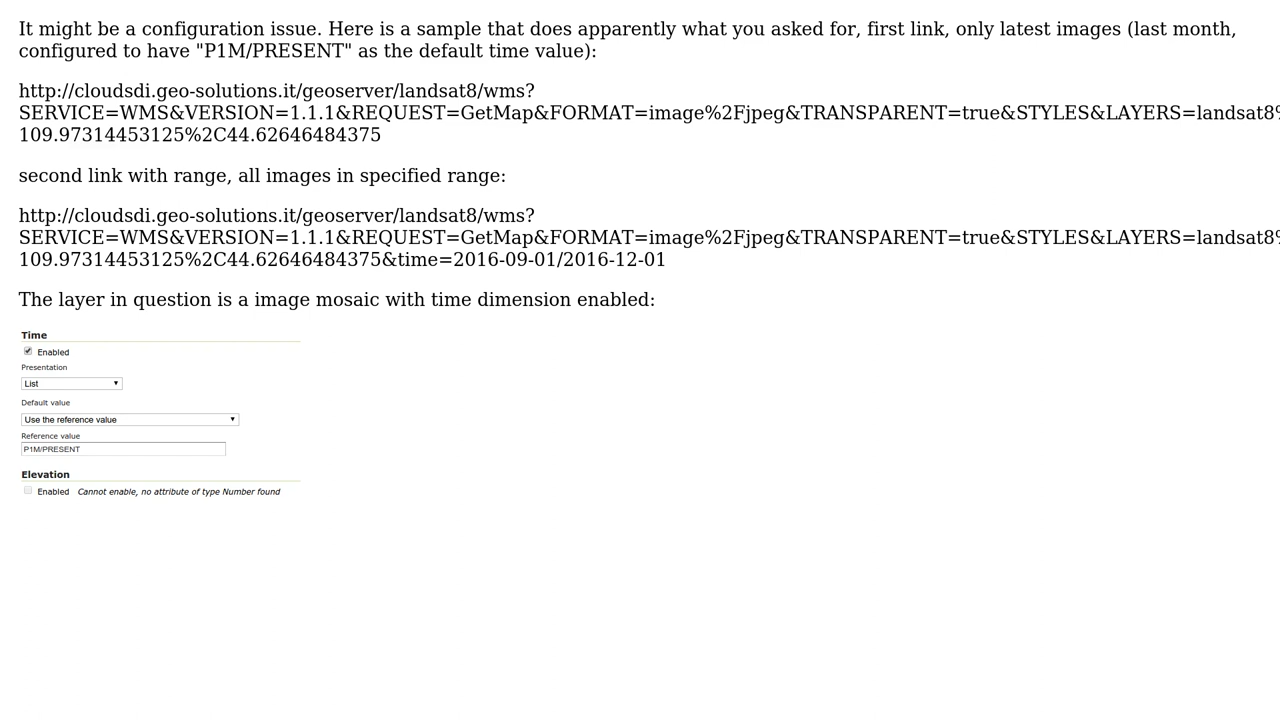 It might be a configuration issue. Here is a sample that does apparently what you asked for, first link, only latest images (last month,
configured to have "P1M/PRESENT" as the default time value):
http://cloudsdi.geo-solutions.it/geoserver/landsat8/wms?
SERVICE=WMS&VERSION=1.1.1&REQUEST=GetMap&FORMAT=image%2Fjpeg&TRANSPARENT=true&STYLES&LAYERS=landsat8%
109.97314453125%2C44.62646484375
second link with range, all images in specified range:
http://cloudsdi.geo-solutions.it/geoserver/landsat8/wms?
SERVICE=WMS&VERSION=1.1.1&REQUEST=GetMap&FORMAT=image%2Fjpeg&TRANSPARENT=true&STYLES&LAYERS=landsat8%
109.97314453125%2C44.62646484375&time=2016-09-01/2016-12-01
The layer in question is a image mosaic with time dimension enabled:
Time
Enabled
Presentation
List
Default value
Use the reference value
Reference value
P1M/PRESENT
Elevation
Enabled Cannot enable, no attribute of type Number found